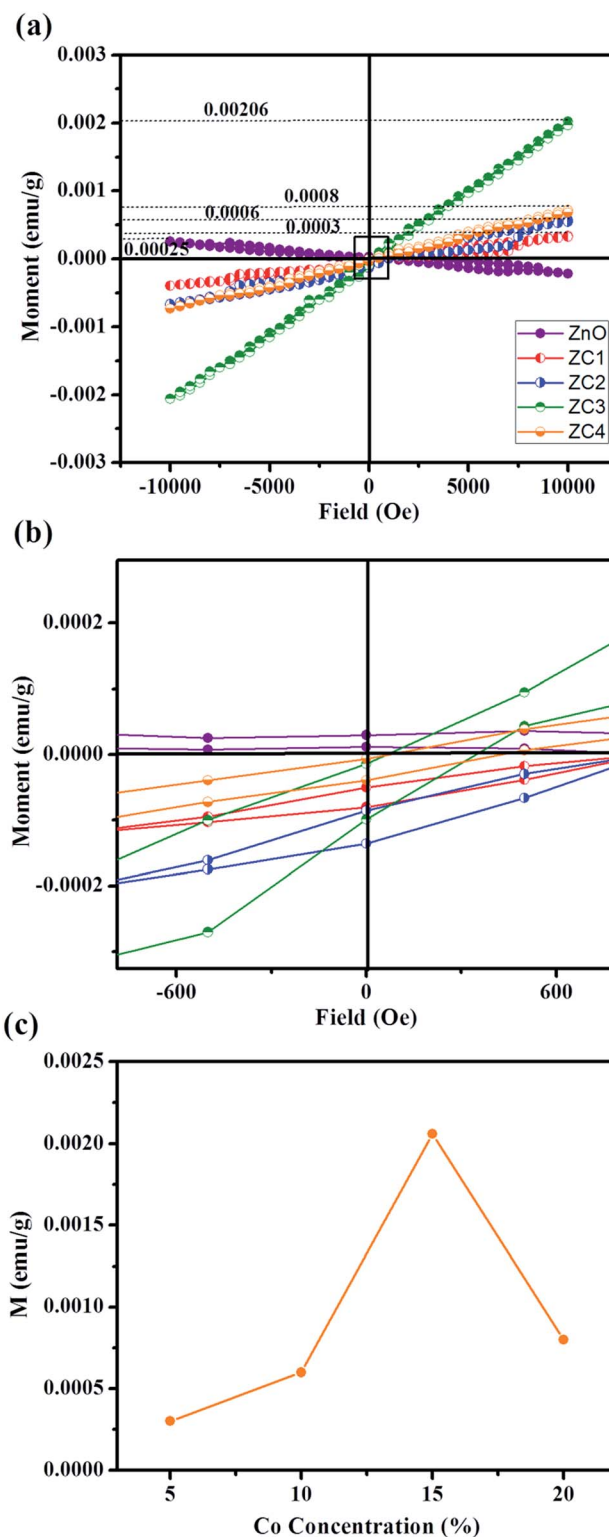 (a)
0.003
0.002
0.001
0.000
-0.001
-0.002
-0.003
Moment (emu/g)
0.00206
0.0008
0.0006
0.0003
0.00025
ZnO
ZC1
ZC2
ZC3
ZC4
-10000 -5000 0 5000 10000
Field (Oe)
(b)
0.0002
0.0000
-0.0002
Moment (emu/g)
-600 0 600
Field (Oe)
(c)
0.0025
0.0020
0.0015
0.0010
0.0005
0.0000
M (emu/g)
5 10 15 20
Co Concentration (%)